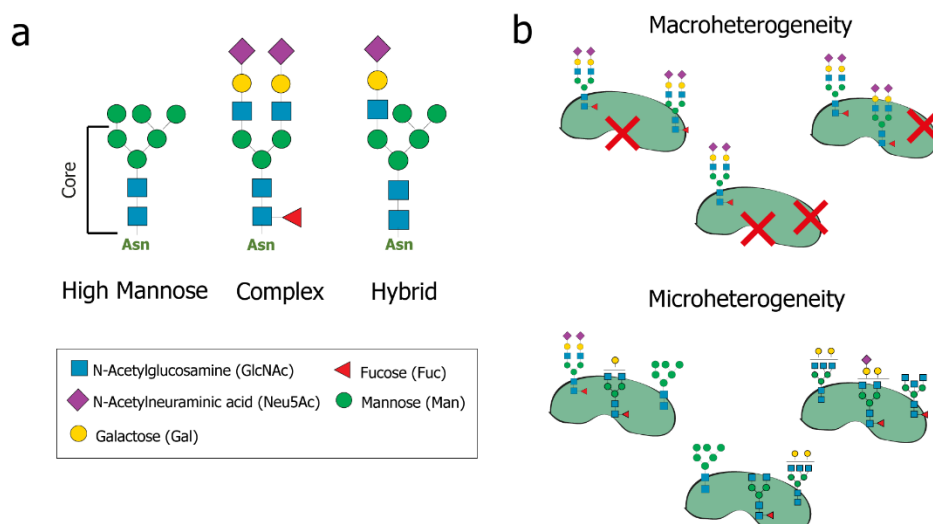 a
Core
Asn
Asn
Asn
High Mannose
Complex
Hybrid
N-Acetylglucosamine (GlcNAc)
Fucose (Fuc)
N-Acetylneuraminic acid (Neu5Ac)
Mannose (Man)
Galactose (Gal)
b
Macroheterogeneity
Microheterogeneity